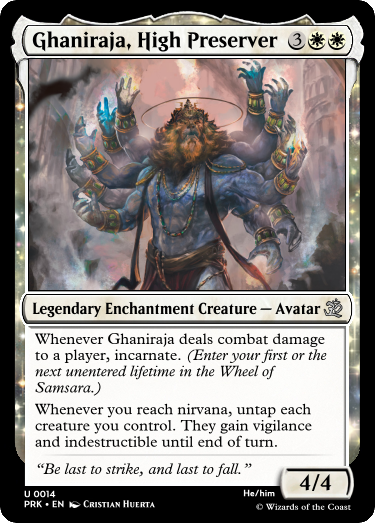 Ghaniraja, High Preserver 3
Legendary Enchantment Creature — Avatar
Whenever Ghaniraja deals combat damage
to a player, incarnate. (Enter your first or the
next unentered lifetime in the Wheel of
Samsara.)
Whenever you reach nirvana, untap each
creature you control. They gain vigilance
and indestructible until end of turn.
“Be last to strike, and last to fall.”
4/4
U 0014
PRK • EN Cristian Huerta
He/him
© Wizards of the Coast